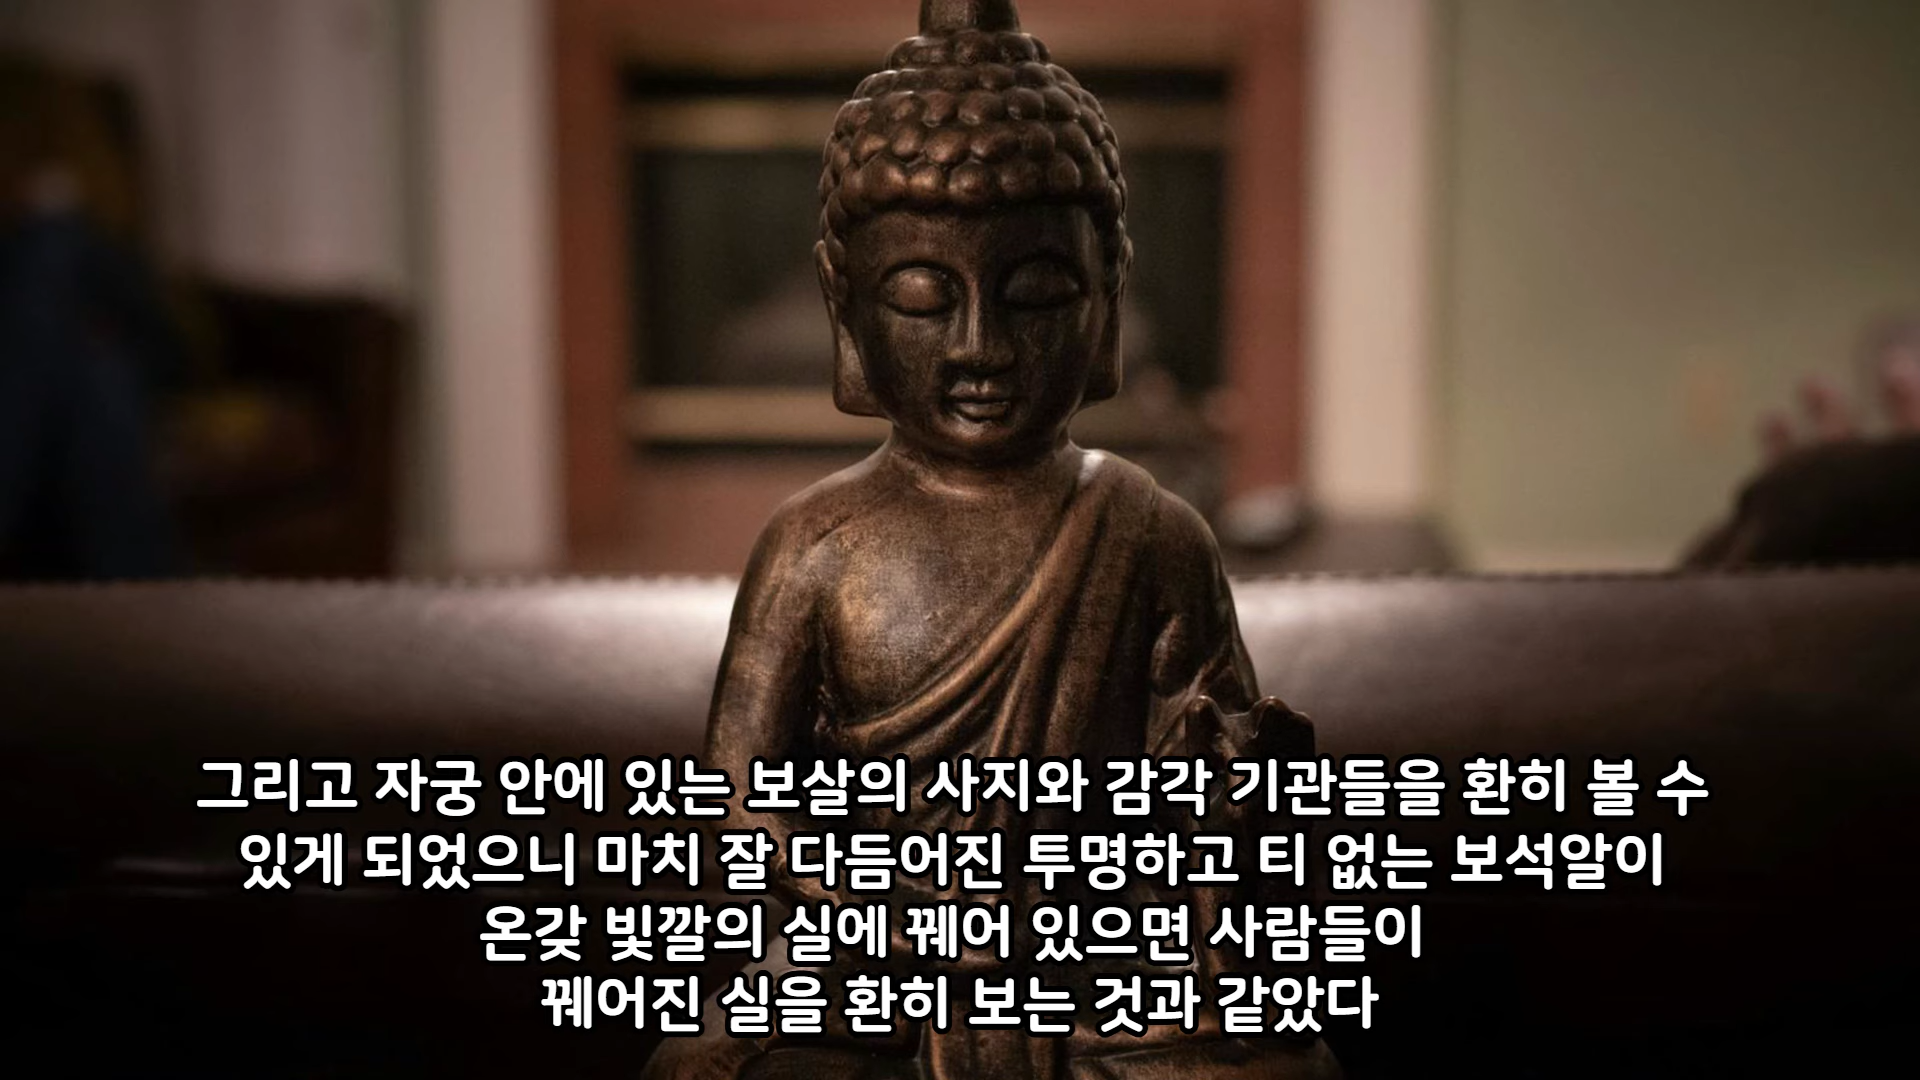 그리고 자궁 안에 있는 보살의 사지와 감각 기관들을 환히 볼 수
있게 되었으니 마치 잘 다듬어진 투명하고 티 없는 보석알이
온갖 빛깔의 실에 꿰어 있으면 사람들이
꿰어진 실을 환히 보는 것과 같았다